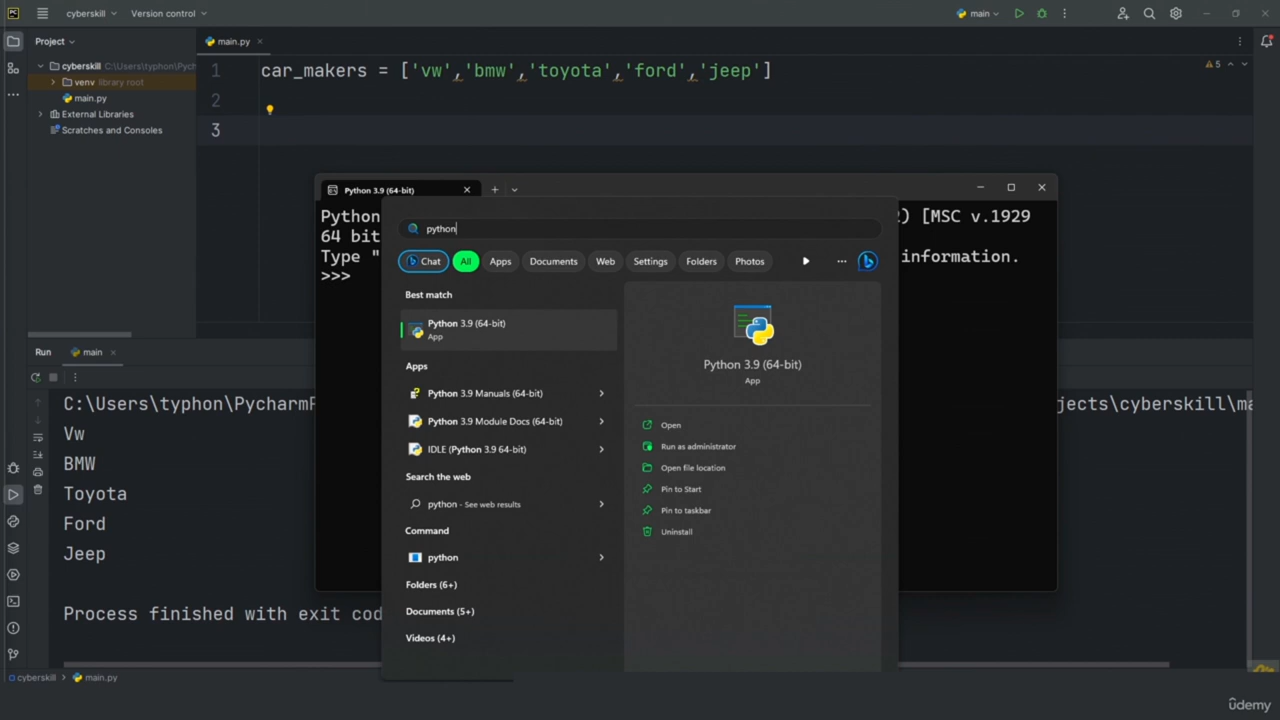 PC
cyberskill
Version control
main
Project
main.py
cyberskill C:\Users\typhon\Pych
venv library root
main.py
External Libraries
Scratches and Consoles
1 car_makers = ['vw','bmw','toyota','ford','jeep']
2
3
5
Python 3.9 (64-bit)
Python
) [MSC v.1929
64 bit
Type "
information.
>>>
python
Chat
All
Apps
Documents
Web
Settings
Folders
Photos
Best match
Python 3.9 (64-bit)
App
Apps
Python 3.9 Manuals (64-bit)
Python 3.9 Module Docs (64-bit)
IDLE (Python 3.9 64-bit)
Search the web
python - See web results
Command
python
Folders (6+)
Documents (5+)
Videos (4+)
Python 3.9 (64-bit)
App
Open
Run as administrator
Open file location
Pin to Start
Pin to taskbar
Uninstall
Run
main
C:\Users\typhon\PycharmP
jects\cyberskill\ma
Vw
BMW
Toyota
Ford
Jeep
Process finished with exit cod
cyberskill > main.py
ûdemy